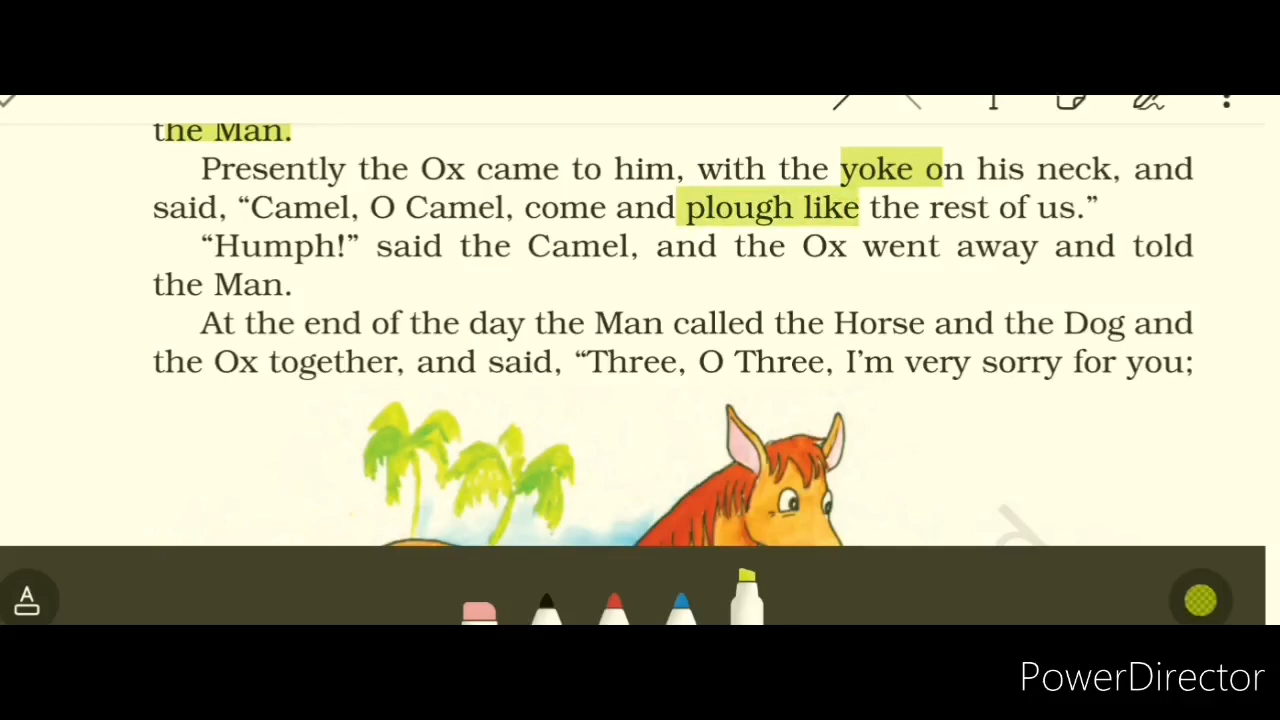 the Man.
Presently the Ox came to him, with the yoke on his neck, and
said, “Camel, O Camel, come and plough like the rest of us.”
“Humph!” said the Camel, and the Ox went away and told
the Man.
At the end of the day the Man called the Horse and the Dog and
the Ox together, and said, “Three, O Three, I’m very sorry for you;
A
PowerDirector